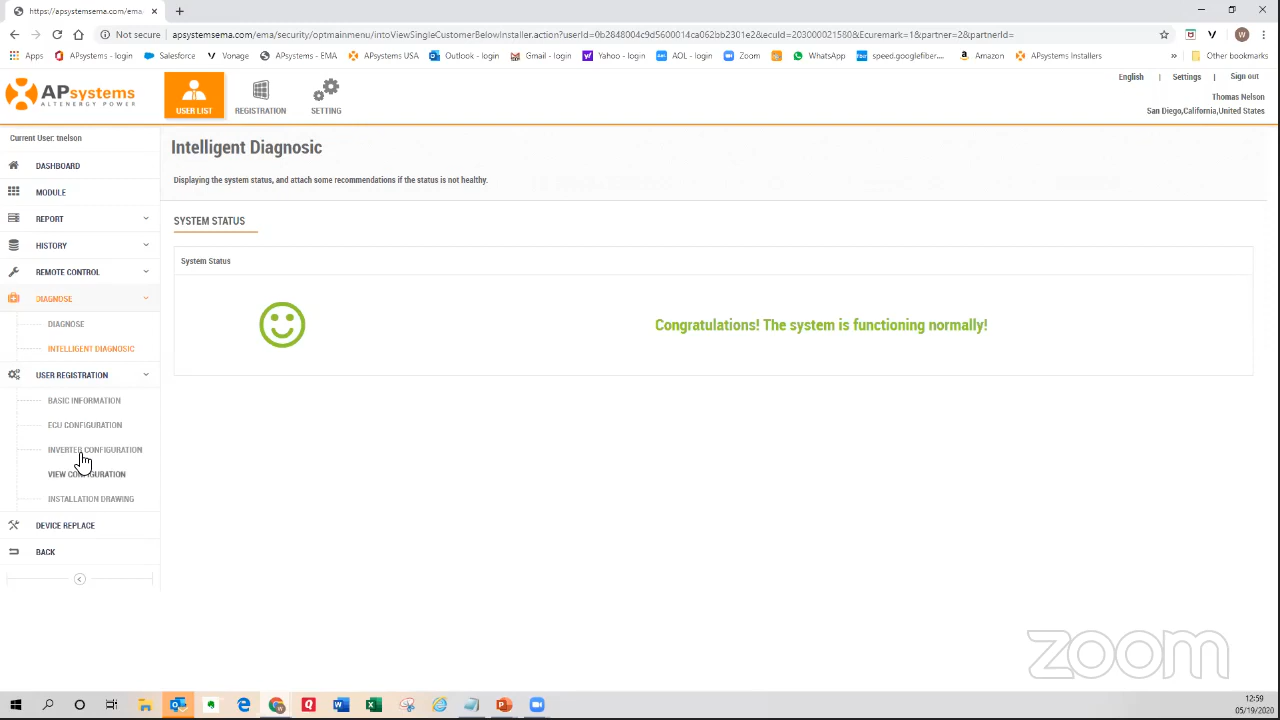 https://apsystemsema.com/ema/
Not secure
apsystemsema.com/ema/security/optmainmenu/intoViewSingleCustomerBelowInstaller.action?userId=0b2848004c9d5600014ca062bb2301e2&ecuId=203000021580&Ecuremark=1&partner=2&partnerId=
W
Apps
APsystems - login
Salesforce
Vonage
APsystems - EMA
APsystems USA
Outlook - login
Gmail - login
Yahoo - login
AOL - login
Zoom
Sites
WhatsApp
speed.googlefiber....
Amazon
APsystems Installers
»
Other bookmarks
APsystems
ALTENERGY POWER
USER LIST
REGISTRATION
SETTING
English | Settings | Sign out
Thomas Nelson
San Diego,California,United States
Current User: tnelson
DASHBOARD
MODULE
REPORT
HISTORY
REMOTE CONTROL
DIAGNOSE
DIAGNOSE
INTELLIGENT DIAGNOSIC
USER REGISTRATION
BASIC INFORMATION
ECU CONFIGURATION
INVERTER CONFIGURATION
VIEW CONFIGURATION
INSTALLATION DRAWING
DEVICE REPLACE
BACK
Intelligent Diagnosic
Displaying the system status, and attach some recommendations if the status is not healthy.
SYSTEM STATUS
System Status
Congratulations! The system is functioning normally!
zoom
12:59
05/19/2020